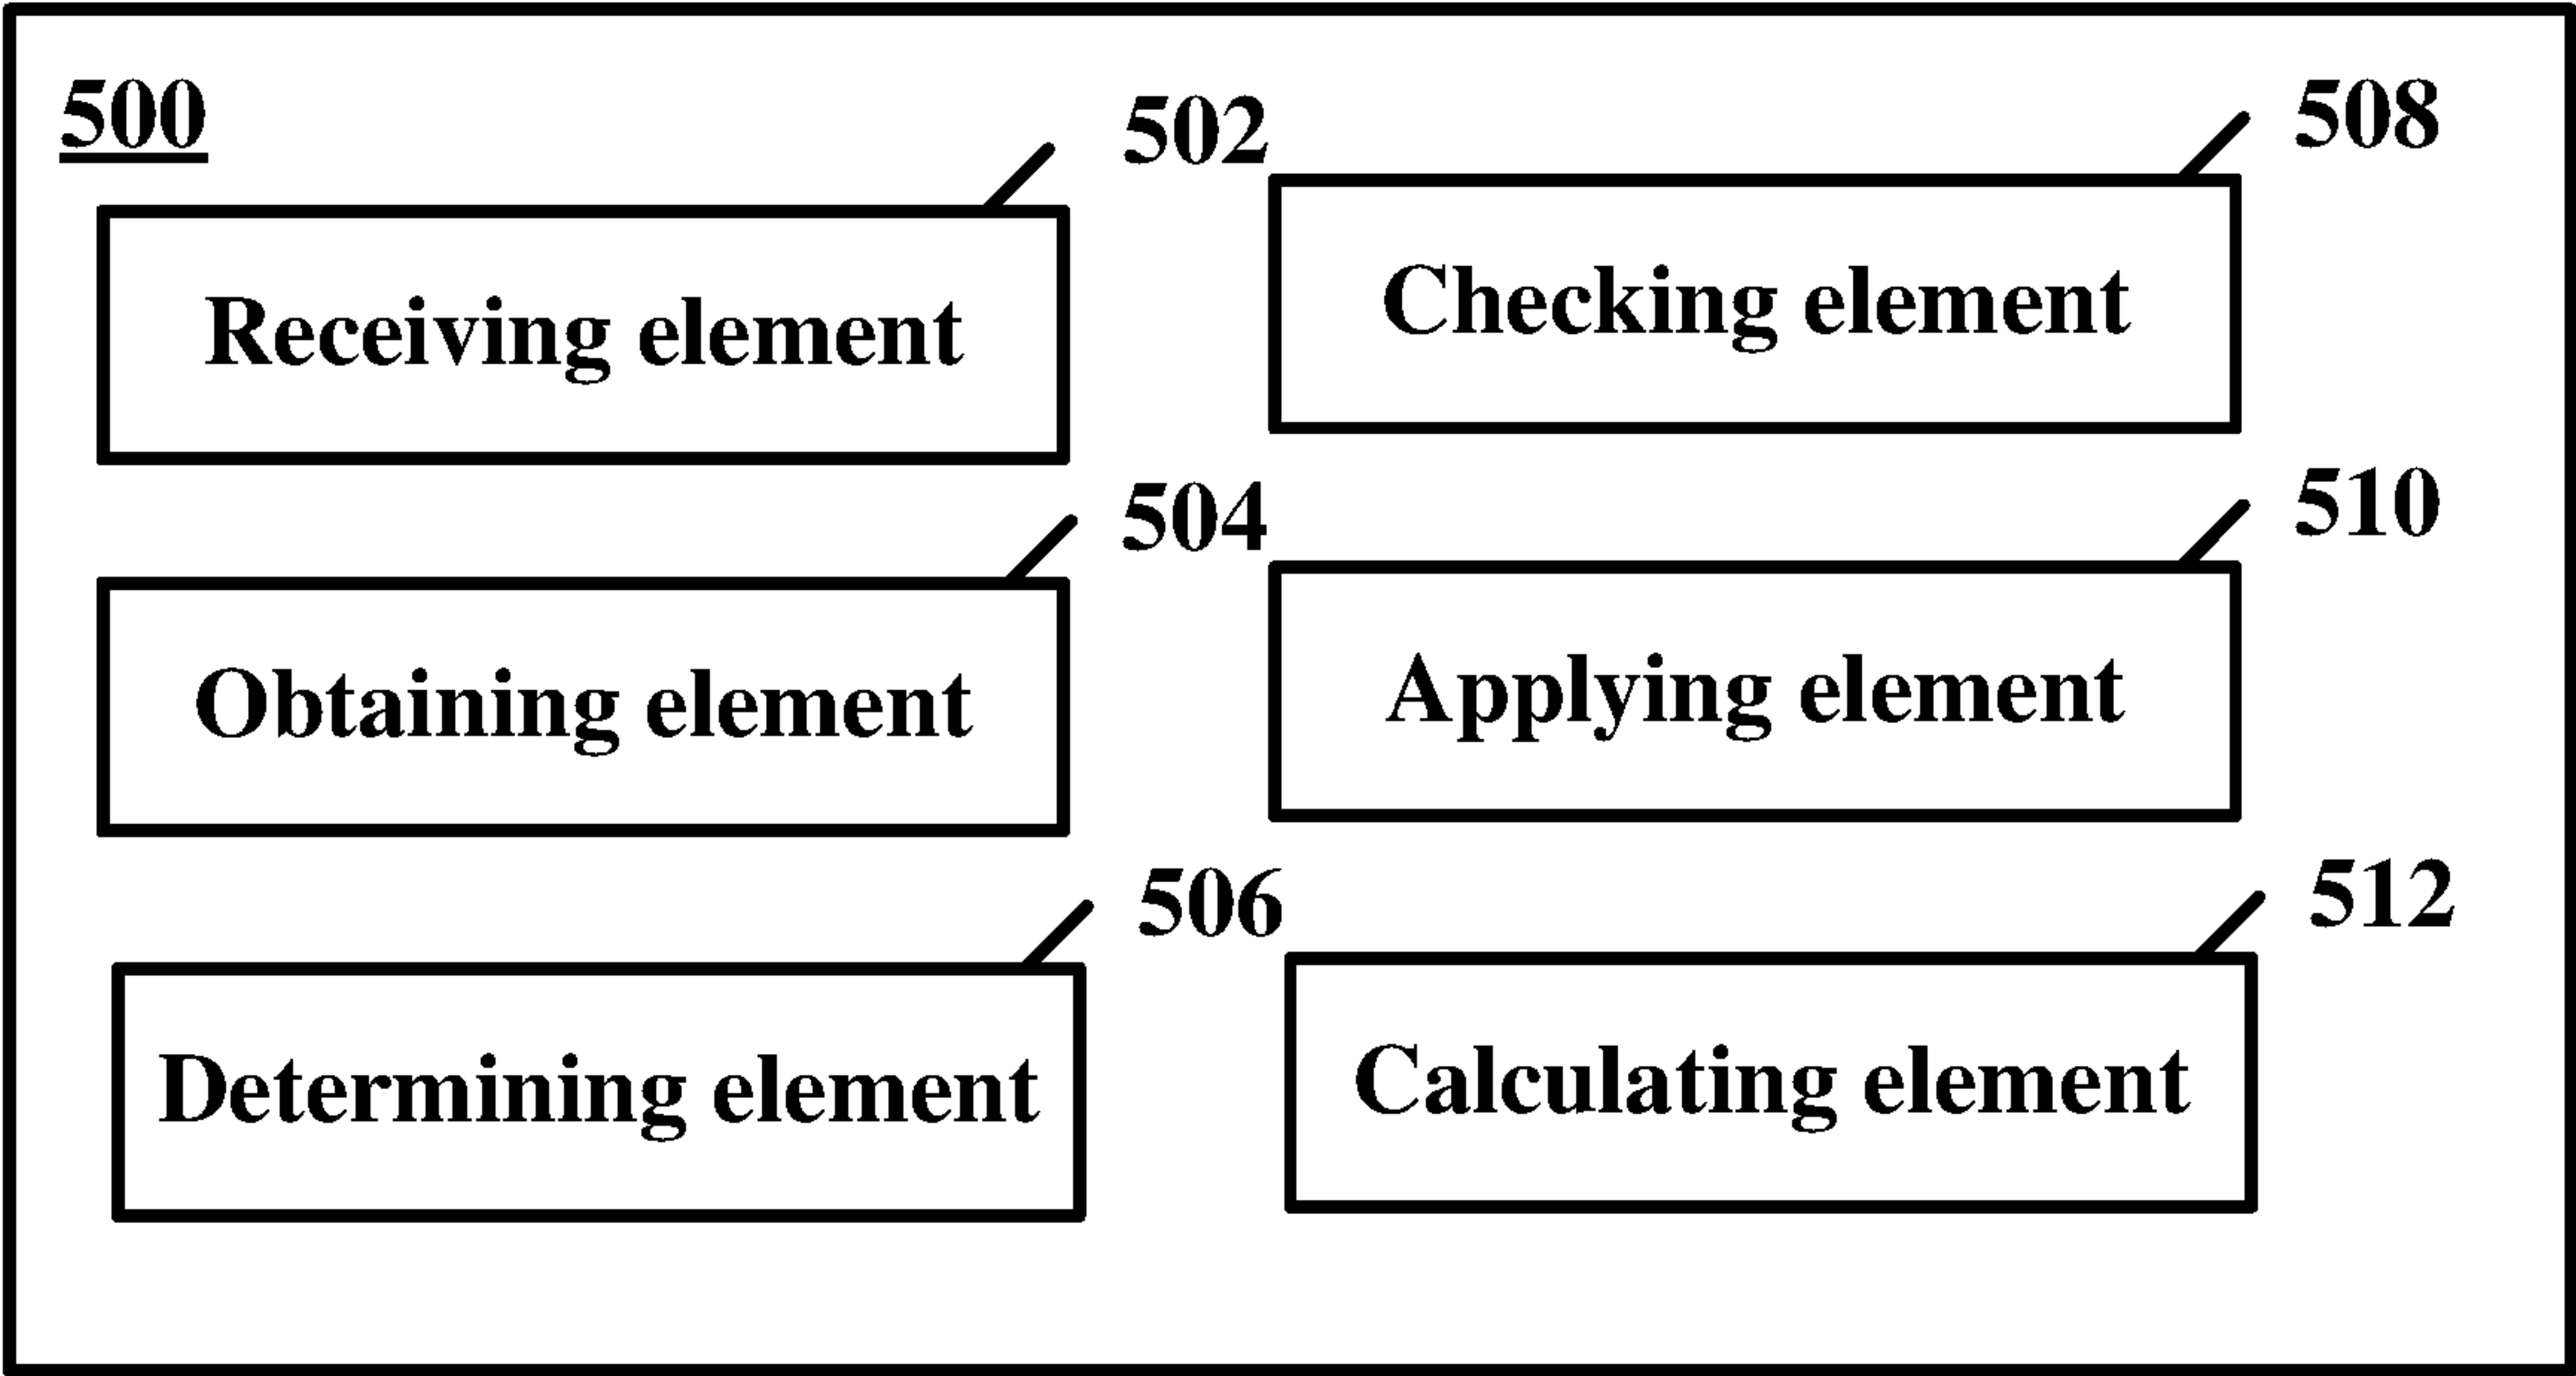 500
502
Receiving element
504
Obtaining element
506
Determining element
508
Checking element
510
Applying element
512
Calculating element